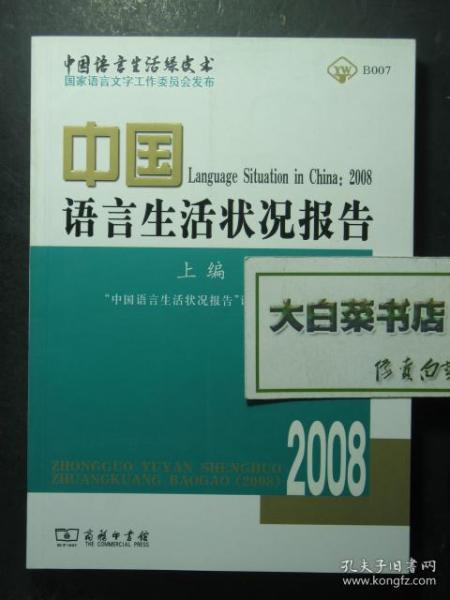 中国语言生活绿皮书
国家语言文字工作委员会发布
YW B007
中国
Language Situation in China: 2008
语言生活状况报告
上编
“中国语言生活状况报告”
大白菜书店
2008
ZHONGGUO YUYAN SHENGHUO
ZHUANGKUANG BAOGAO (2008)
商务印书馆
THE COMMERCIAL PRESS
孔夫子旧书网
www.kongfz.com